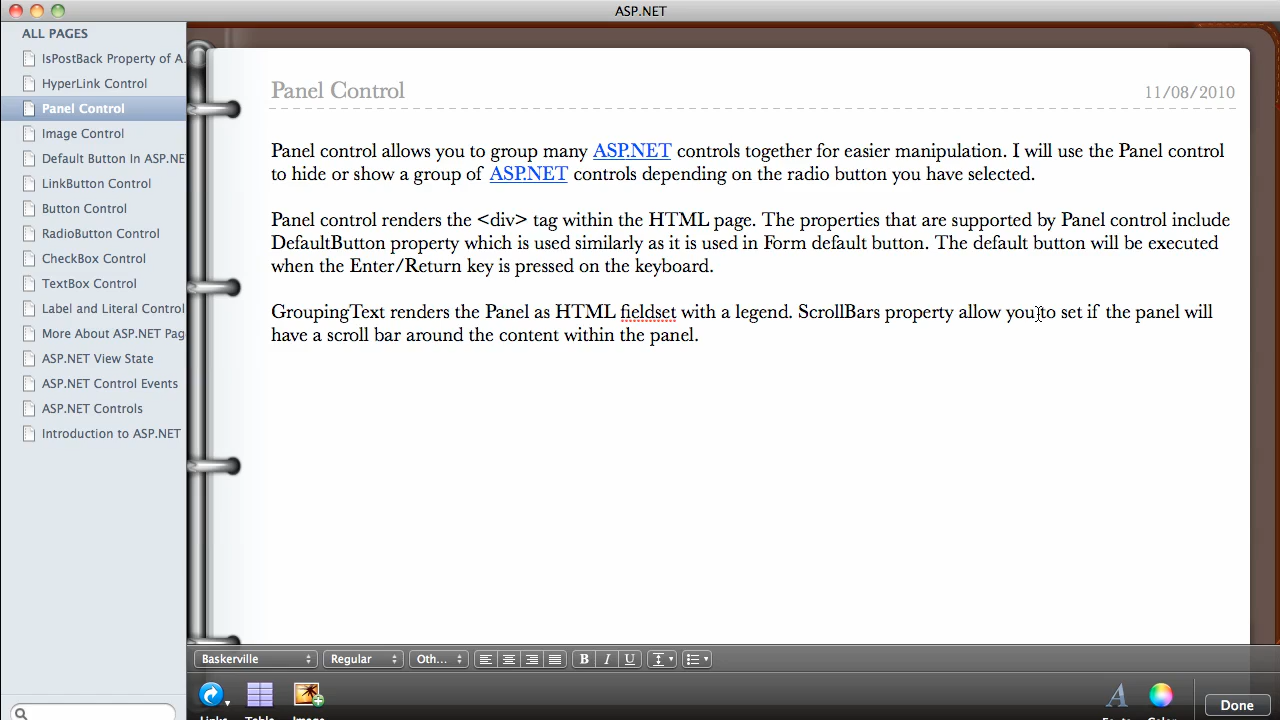 ASP.NET
ALL PAGES
IsPostBack Property of A.
HyperLink Control
Panel Control
Image Control
Default Button In ASP.NE
LinkButton Control
Button Control
RadioButton Control
CheckBox Control
TextBox Control
Label and Literal Control
More About ASP.NET Pag
ASP.NET View State
ASP.NET Control Events
ASP.NET Controls
Introduction to ASP.NET
Panel Control
11/08/2010
Panel control allows you to group many ASP.NET controls together for easier manipulation. I will use the Panel control
to hide or show a group of ASP.NET controls depending on the radio button you have selected.
Panel control renders the <div> tag within the HTML page. The properties that are supported by Panel control include
DefaultButton property which is used similarly as it is used in Form default button. The default button will be executed
when the Enter/Return key is pressed on the keyboard.
GroupingText renders the Panel as HTML fieldset with a legend. ScrollBars property allow you to set if the panel will
have a scroll bar around the content within the panel.
Baskerville
Regular
Oth...
B I U
Links
Table
Image
Fonts
Color
Done